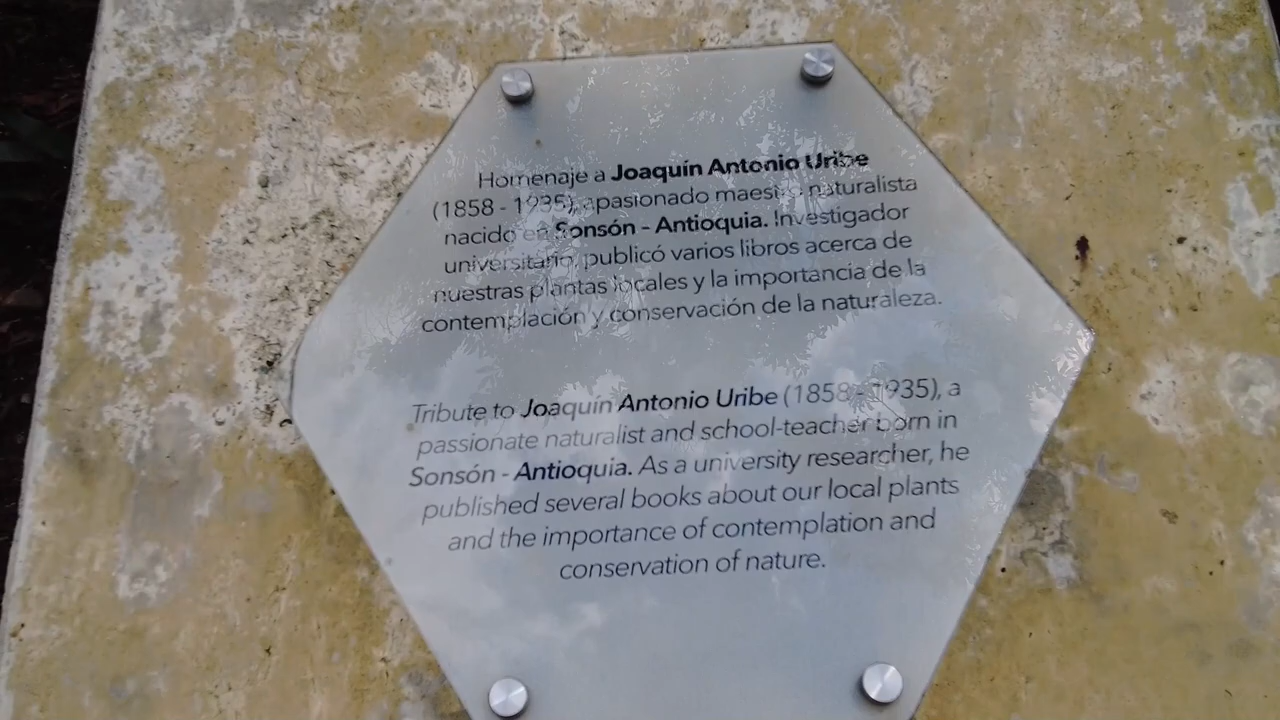 Homenaje a Joaquín Antonio Uribe
(1858 - 1935), apasionado maestro naturalista
nacido en Sonsón - Antioquia. Investigador
universitario, publicó varios libros acerca de
nuestras plantas locales y la importancia de la
contemplación y conservación de la naturaleza.
Tribute to Joaquín Antonio Uribe (1858 - 1935), a
passionate naturalist and school-teacher born in
Sonsón - Antioquia. As a university researcher, he
published several books about our local plants
and the importance of contemplation and
conservation of nature.